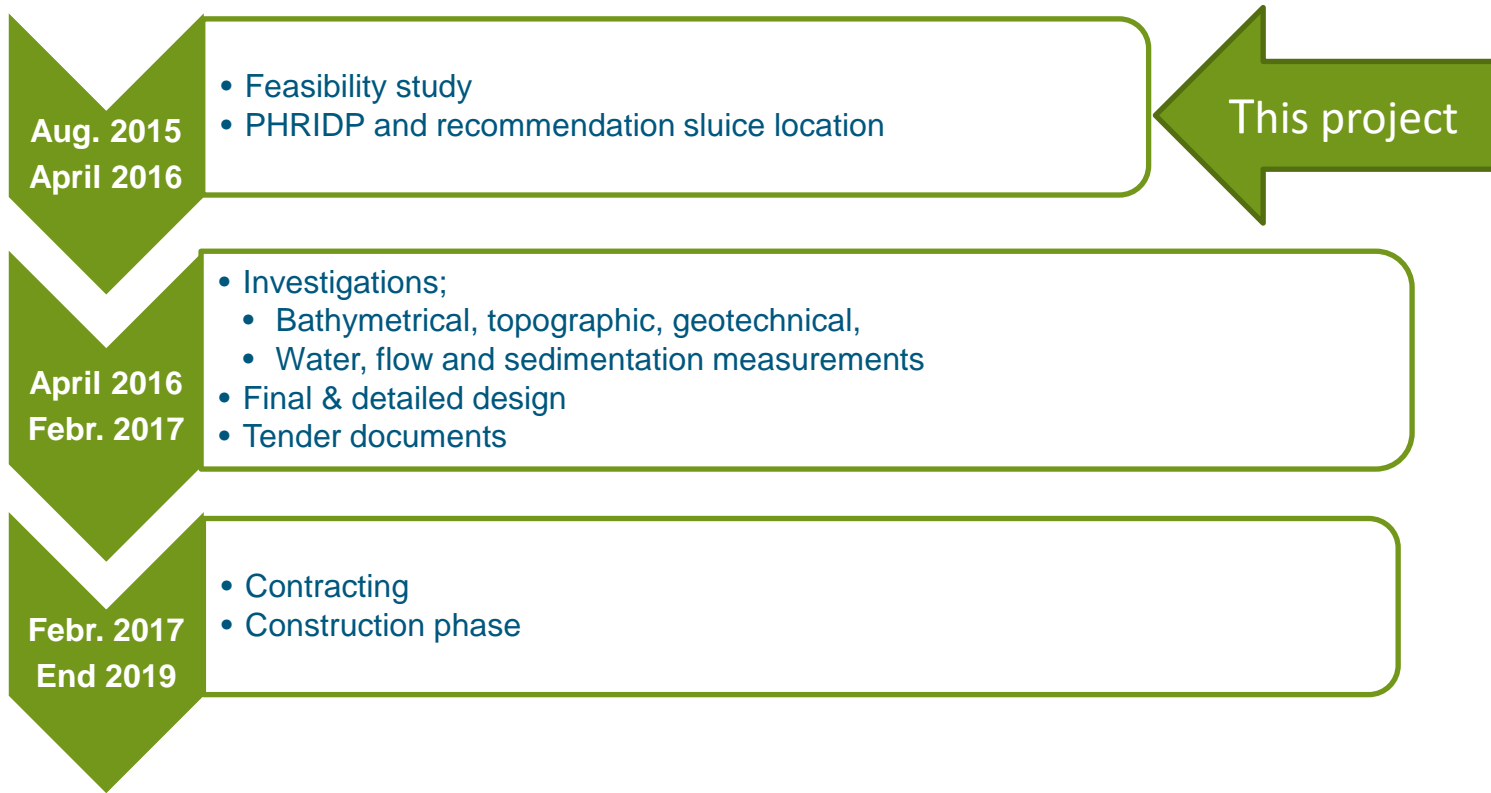 Aug. 2015
April 2016
• Feasibility study
• PHRIDP and recommendation sluice location
This project
April 2016
Febr. 2017
• Investigations;
• Bathymetrical, topographic, geotechnical,
• Water, flow and sedimentation measurements
• Final & detailed design
• Tender documents
Febr. 2017
End 2019
• Contracting
• Construction phase